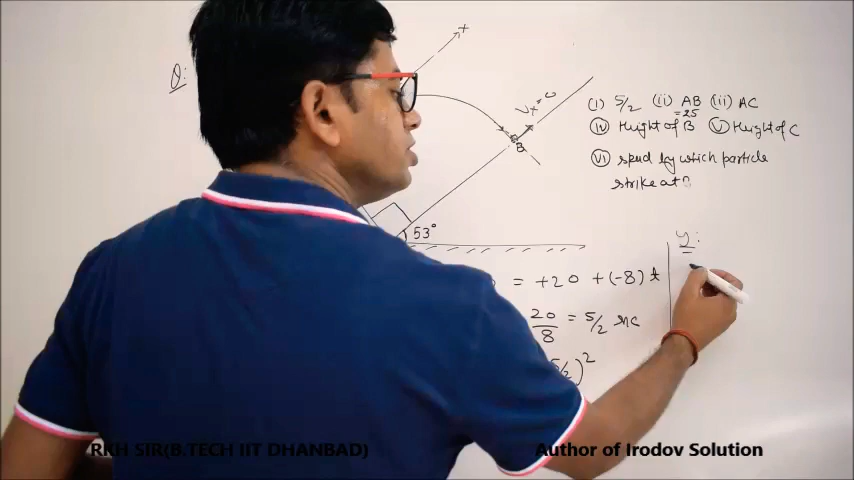 Q:
x
Vx=0
B
53°
(i) 5/2 (ii) AB (iii) AC
=25
(iv) Height of B (v) Height of C
(vi) speed by which particle
strike at B
y:
= +20 +(-8) t
20/8 = 5/2 sec
)²
RKH SIR(B.TECH IIT DHANBAD)
Author of Irodov Solution